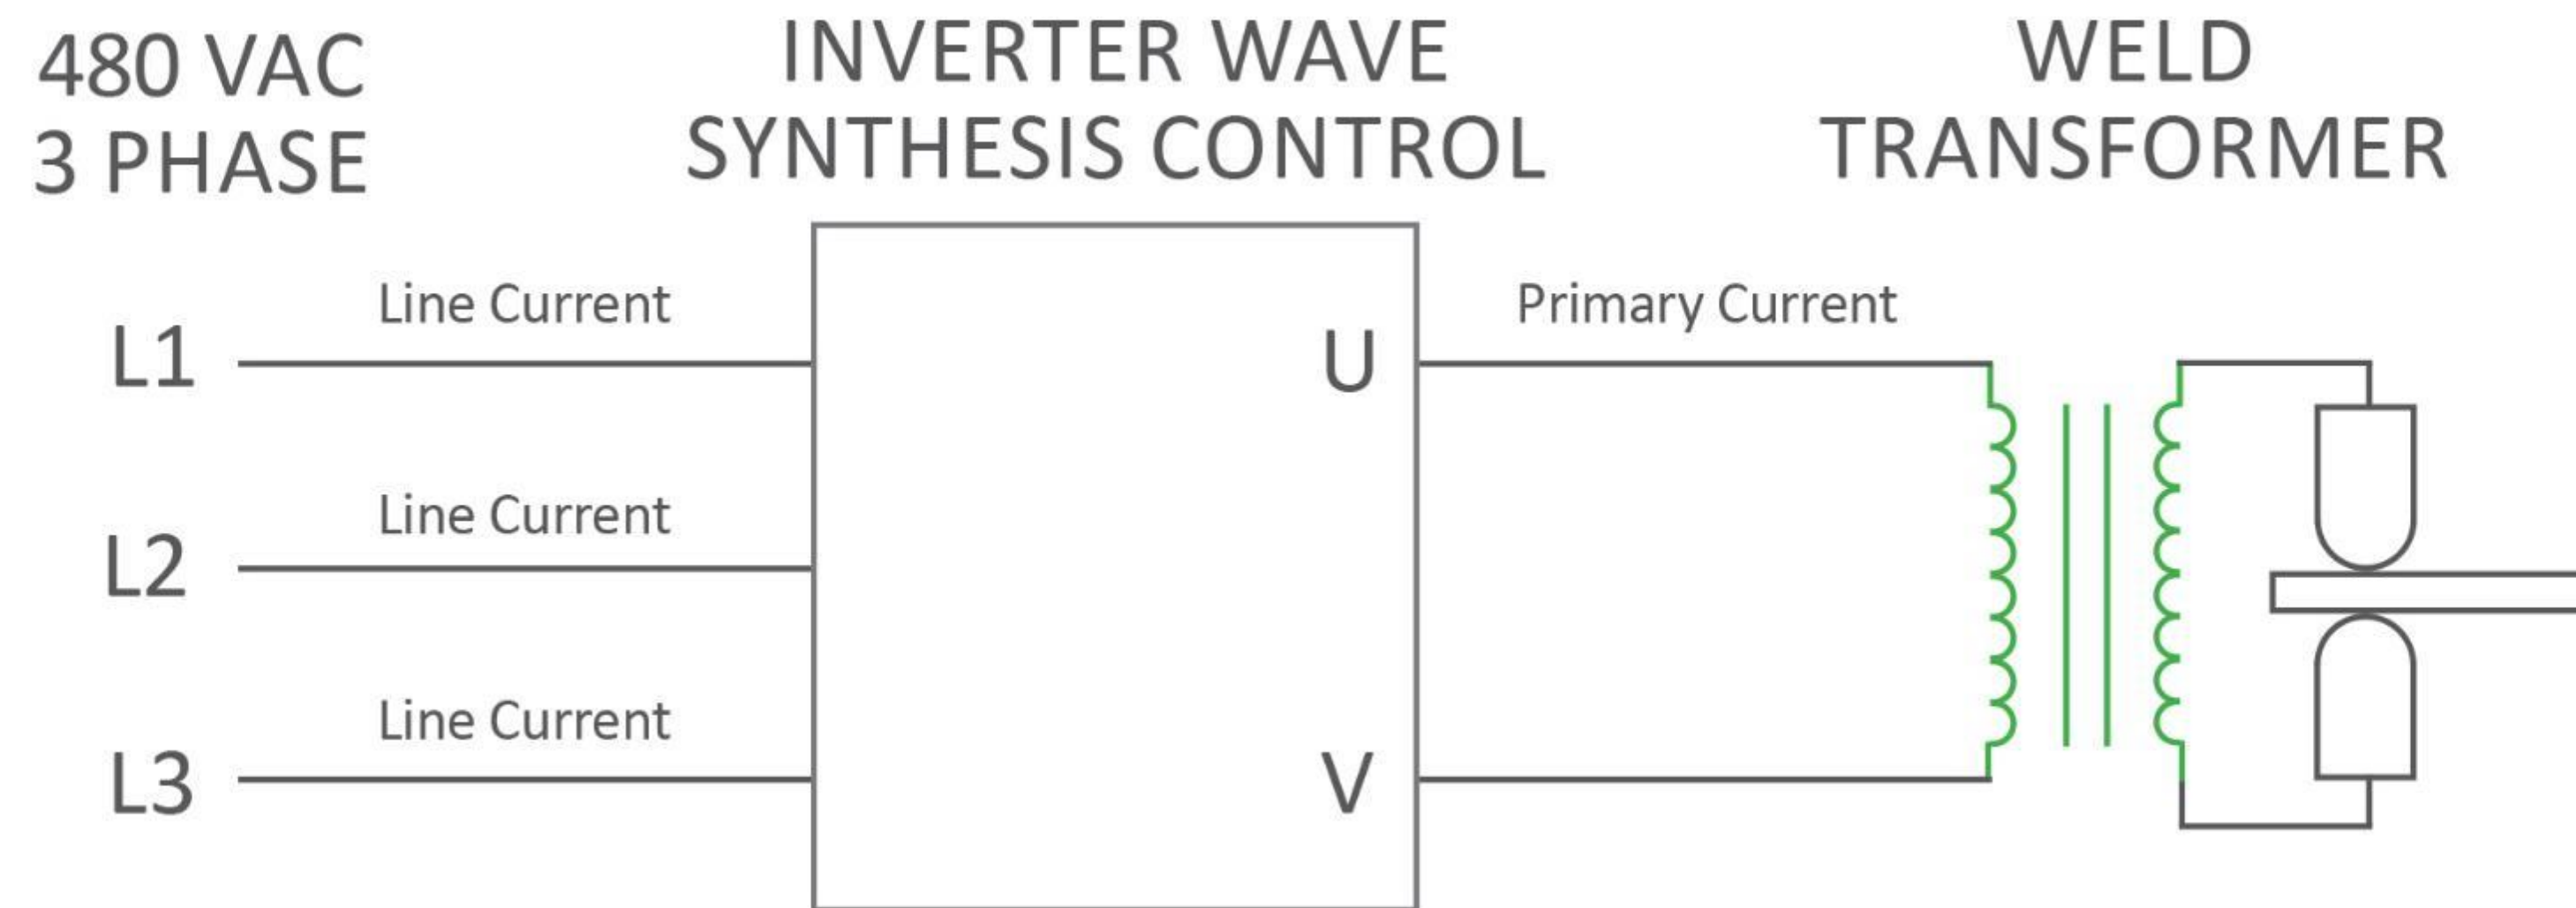 480 VAC
3 PHASE
INVERTER WAVE
SYNTHESIS CONTROL
WELD
TRANSFORMER
Line Current
L1
U
Primary Current
Line Current
L2
Line Current
L3
V